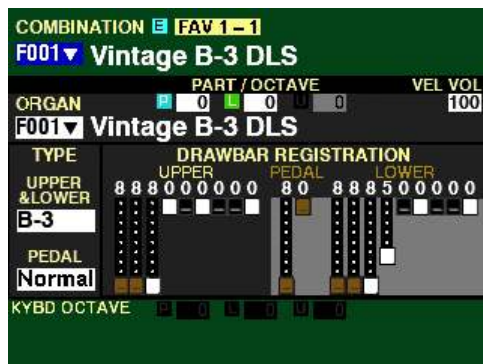 COMBINATION E FAV 1 – 1
F001▼ Vintage B-3 DLS
PART / OCTAVE VEL VOL
ORGAN P 0 L 0 U 0 100
F001▼ Vintage B-3 DLS
TYPE DRAWBAR REGISTRATION
UPPER PEDAL LOWER
UPPER 888000000 80 888500000
&LOWER
B-3
PEDAL
Normal
KYBD OCTAVE P 0 L 0 U 0